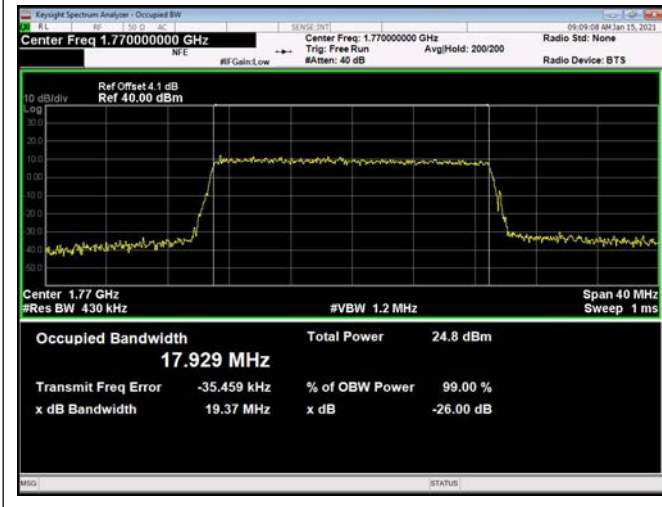 Keysight Spectrum Analyzer - Occupied BW
RL RF 50 Ω AC SENSE:INT 09:09:08 AM Jan 15, 2021
Center Freq 1.770000000 GHz Center Freq: 1.770000000 GHz Radio Std: None
NFE Trig: Free Run Avg|Hold: 200/200
#IFGain:Low #Atten: 40 dB Radio Device: BTS
Ref Offset 4.1 dB
10 dB/div Ref 40.00 dBm
Log
30.0
20.0
10.0
0.00
-10.0
-20.0
-30.0
-40.0
-50.0
Center 1.77 GHz Span 40 MHz
#Res BW 430 kHz #VBW 1.2 MHz Sweep 1 ms
Occupied Bandwidth Total Power 24.8 dBm
17.929 MHz
Transmit Freq Error -35.459 kHz % of OBW Power 99.00 %
x dB Bandwidth 19.37 MHz x dB -26.00 dB
MSG STATUS